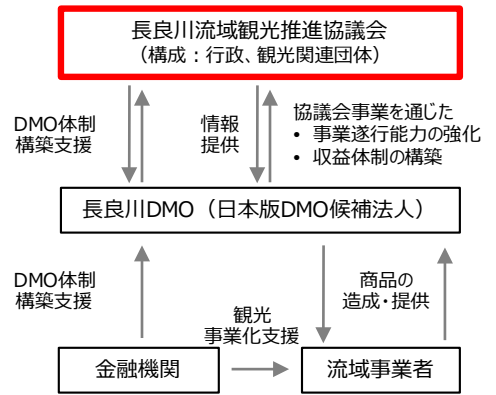 長良川流域観光推進協議会
（構成：行政、観光関連団体）
DMO体制
構築支援
情報
提供
協議会事業を通じた
• 事業遂行能力の強化
• 収益体制の構築
長良川DMO（日本版DMO候補法人）
DMO体制
構築支援
観光
事業化支援
商品の
造成・提供
金融機関
流域事業者